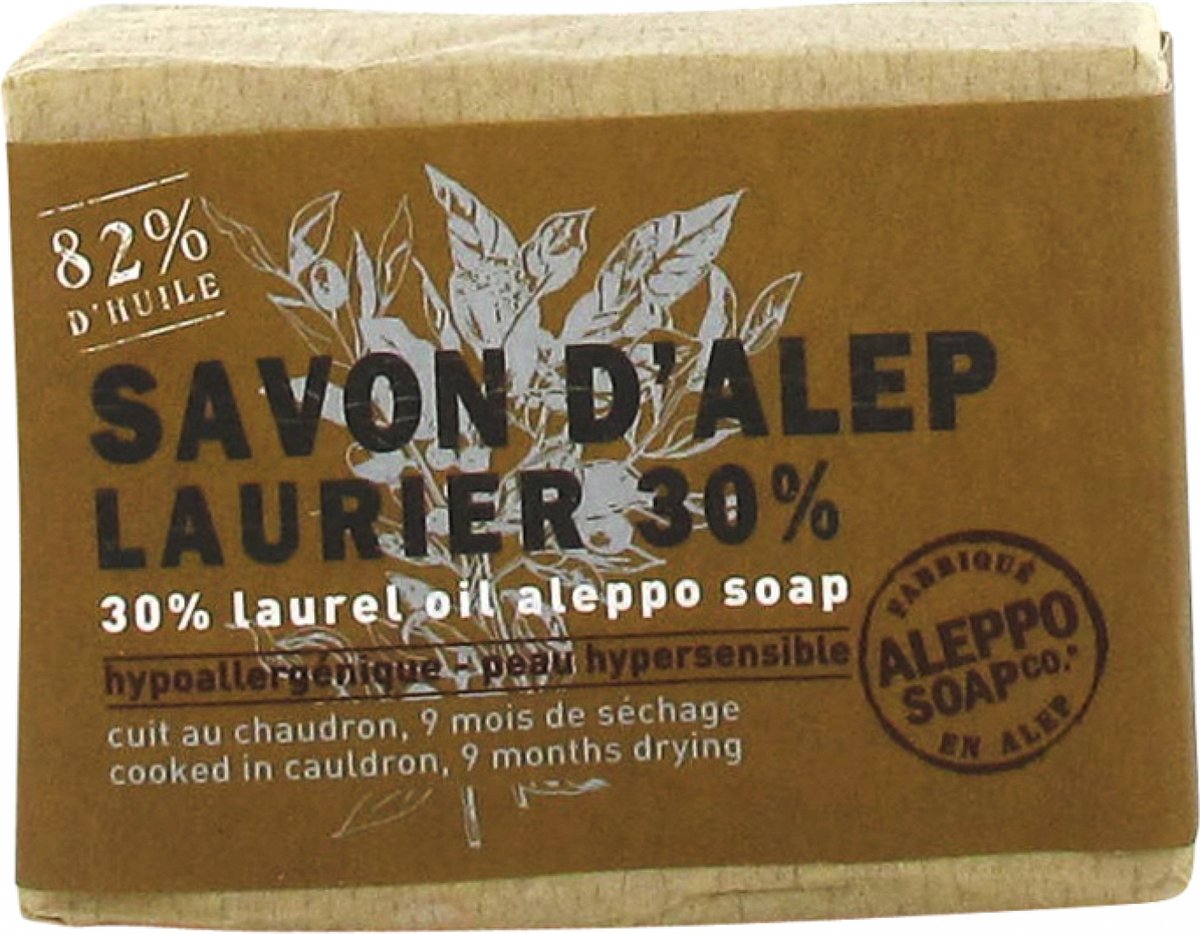 82%
D'HUILE
SAVON D'ALEP
LAURIER 30%
30% laurel oil aleppo soap
hypoallergénique - peau hypersensible
cuit au chaudron, 9 mois de séchage
cooked in cauldron, 9 months drying
FABRIQUÉ
ALEPPO
SOAP CO.
EN ALEP